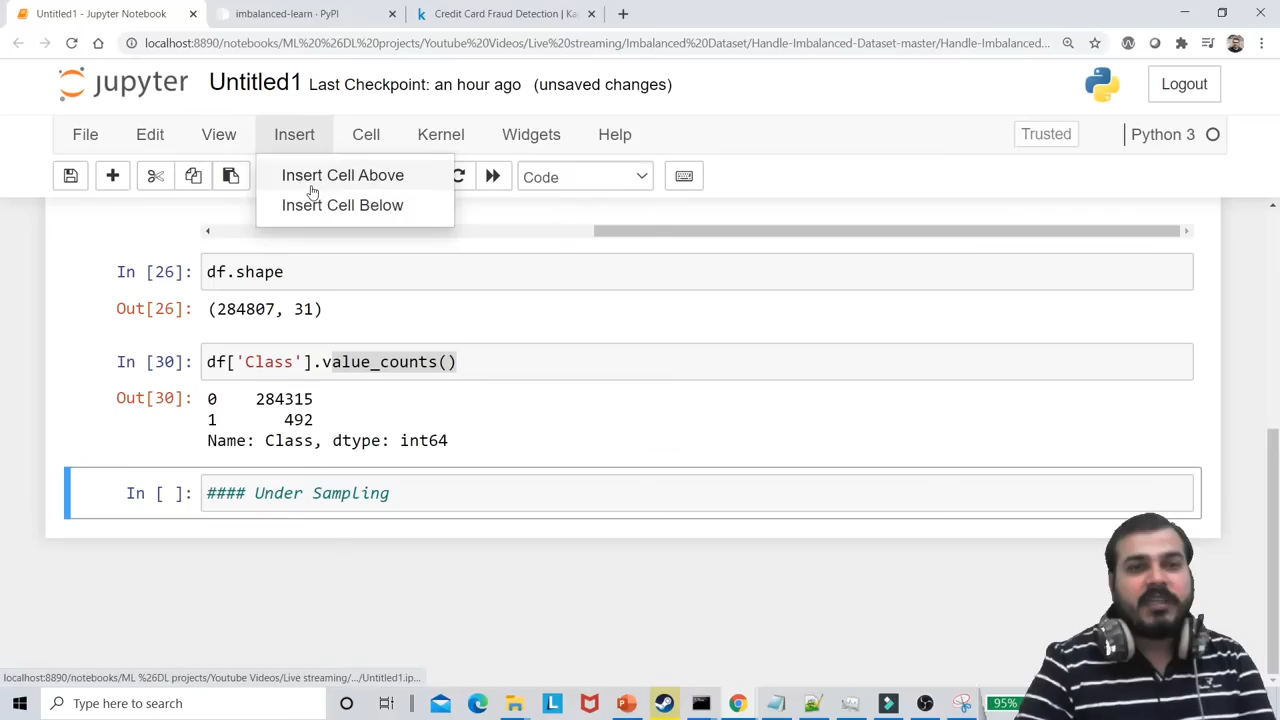 Untitled1 - Jupyter Notebook
imbalanced-learn · PyPI
Credit Card Fraud Detection | Ka
localhost:8890/notebooks/ML%20%26DL%20projects/Youtube%20Videos/Live%20streaming/Imbalanced%20Dataset/Handle-Imbalanced-Dataset-master/Handle-Imbalanced...
jupyter Untitled1 Last Checkpoint: an hour ago (unsaved changes) Logout
File Edit View Insert Cell Kernel Widgets Help Trusted Python 3
Code
Insert Cell Above
Insert Cell Below
In [26]: df.shape
Out[26]: (284807, 31)
In [30]: df['Class'].value_counts()
Out[30]: 0 284315
1 492
Name: Class, dtype: int64
In [ ]: #### Under Sampling
localhost:8890/notebooks/ML %26DL projects/Youtube Videos/Live streaming/.../Untitled1.ip...
Type here to search
95%